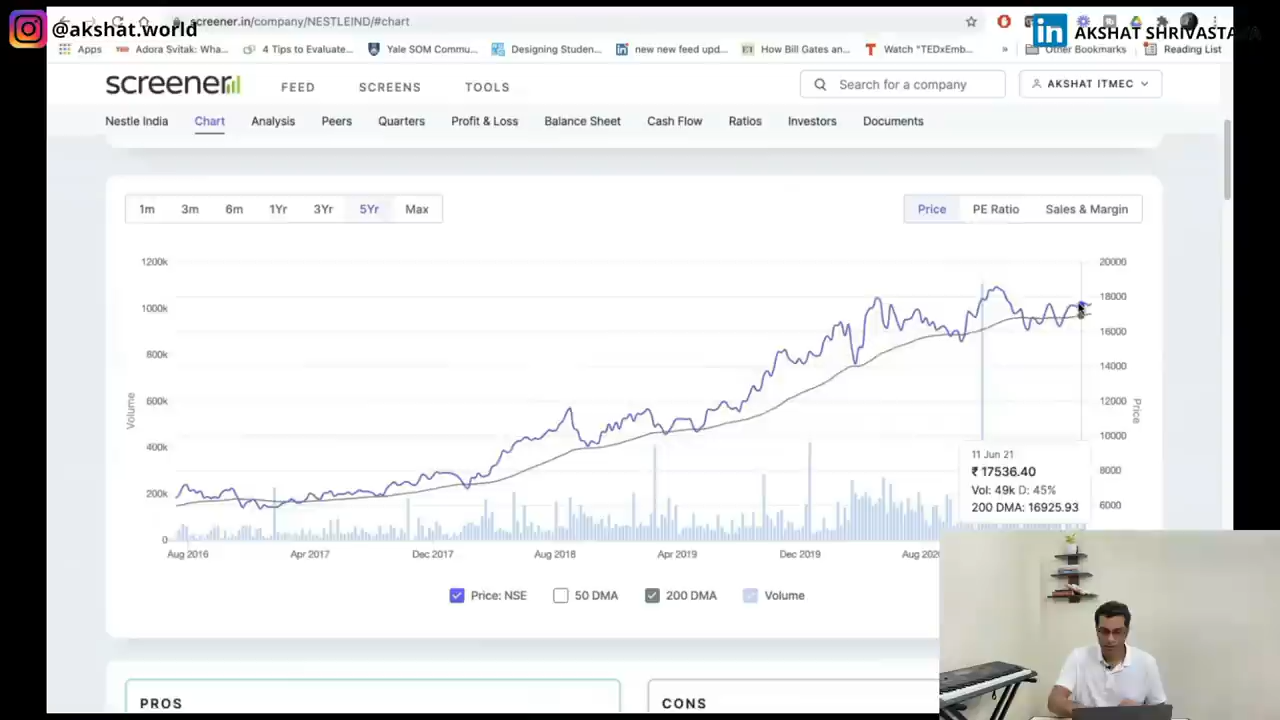 @akshat.world
screener.in/company/NESTLEIND/#chart
AKSHAT SHRIVASTAVA
Apps
Adora Svitak: Wha...
4 Tips to Evaluate...
Yale SOM Commu...
Designing Studen...
new new feed upd...
How Bill Gates an...
Watch "TEDxEmb...
»
Other Bookmarks
Reading List
screener
FEED
SCREENS
TOOLS
Search for a company
AKSHAT ITMEC
Nestle India
Chart
Analysis
Peers
Quarters
Profit & Loss
Balance Sheet
Cash Flow
Ratios
Investors
Documents
1m
3m
6m
1Yr
3Yr
5Yr
Max
Price
PE Ratio
Sales & Margin
1200k
1000k
800k
600k
400k
200k
0
Volume
20000
18000
16000
14000
12000
10000
8000
6000
Price
11 Jun 21
₹ 17536.40
Vol: 49k D: 45%
200 DMA: 16925.93
Aug 2016
Apr 2017
Dec 2017
Aug 2018
Apr 2019
Dec 2019
Aug 2020
Price: NSE
50 DMA
200 DMA
Volume
PROS
CONS